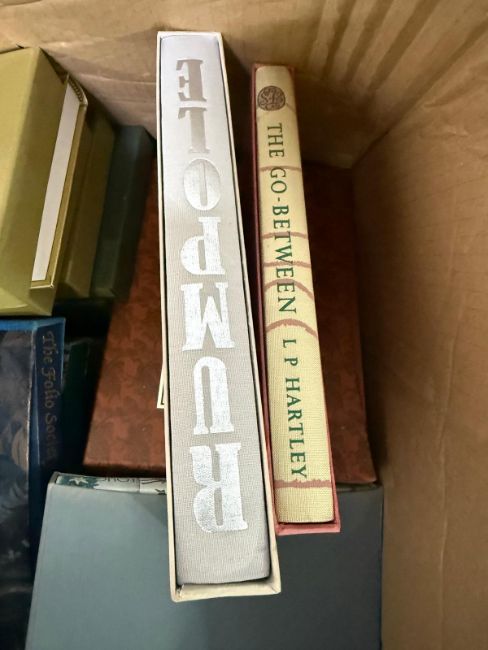 RUMPOLE
THE GO-BETWEEN L P HARTLEY
The Folio